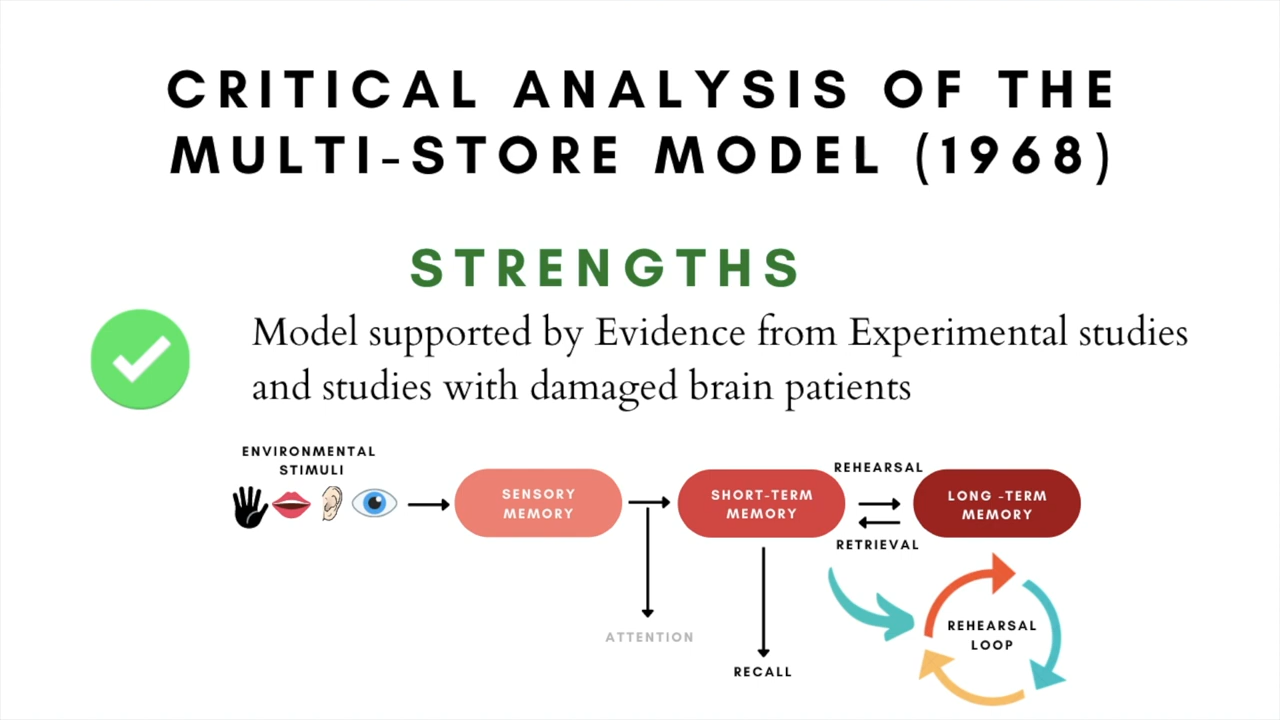 CRITICAL ANALYSIS OF THE
MULTI-STORE MODEL (1968)
STRENGTHS
Model supported by Evidence from Experimental studies
and studies with damaged brain patients
ENVIRONMENTAL
STIMULI
SENSORY
MEMORY
SHORT-TERM
MEMORY
REHEARSAL
RETRIEVAL
LONG -TERM
MEMORY
ATTENTION
RECALL
REHEARSAL
LOOP